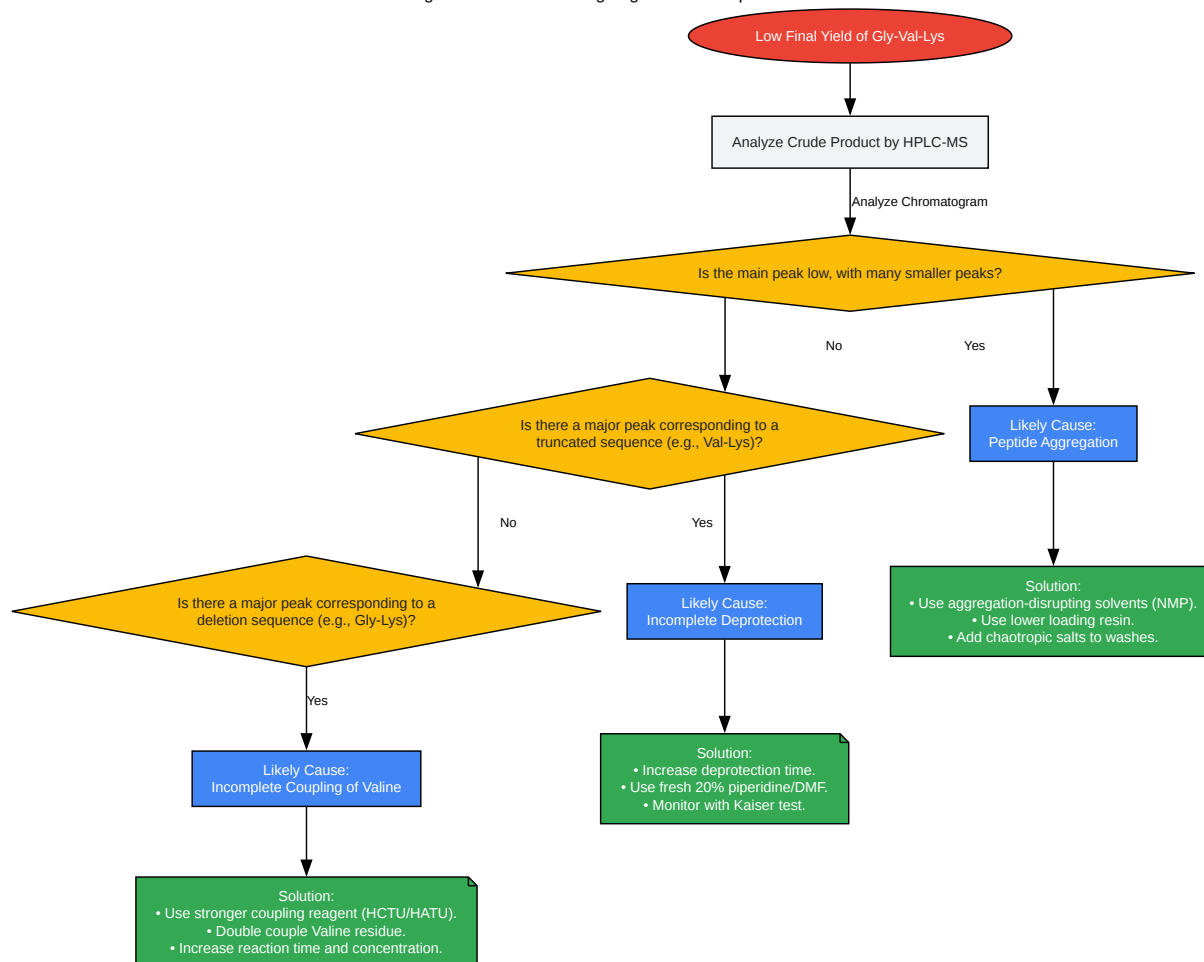 Low Final Yield of Gly-Val-Lys
Analyze Crude Product by HPLC-MS
Analyze Chromatogram
Is the main peak low, with many smaller peaks?
No
Yes
Is there a major peak corresponding to a
truncated sequence (e.g., Val-Lys)?
Likely Cause:
Peptide Aggregation
No
Yes
Is there a major peak corresponding to a
deletion sequence (e.g., Gly-Lys)?
Likely Cause:
Incomplete Deprotection
Solution:
• Use aggregation-disrupting solvents (NMP).
• Use lower loading resin.
• Add chaotropic salts to washes.
Yes
Likely Cause:
Incomplete Coupling of Valine
Solution:
• Increase deprotection time.
• Use fresh 20% piperidine/DMF.
• Monitor with Kaiser test.
Solution:
• Use stronger coupling reagent (HCTU/HATU).
• Double couple Valine residue.
• Increase reaction time and concentration.